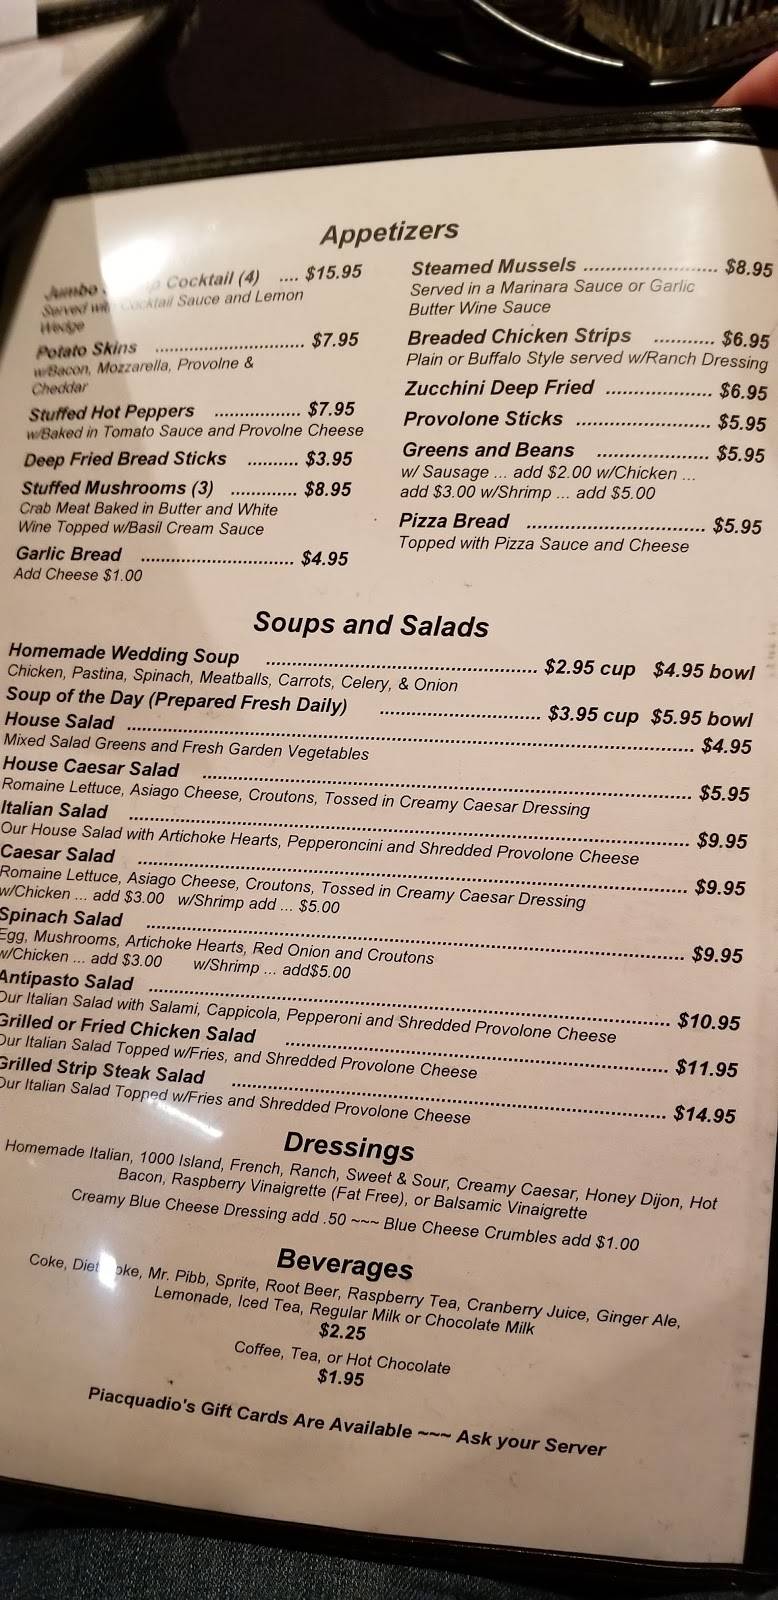 Appetizers
Jumbo Cocktail (4) .... $15.95
Served with Cocktail Sauce and Lemon
Wedge
Potato Skins .............................. $7.95
w/Bacon, Mozzarella, Provolne &
Cheddar
Stuffed Hot Peppers ................. $7.95
w/Baked in Tomato Sauce and Provolne Cheese
Deep Fried Bread Sticks .......... $3.95
Stuffed Mushrooms (3) ............. $8.95
Crab Meat Baked in Butter and White
Wine Topped w/Basil Cream Sauce
Garlic Bread .............................. $4.95
Add Cheese $1.00
Steamed Mussels .......................... $8.95
Served in a Marinara Sauce or Garlic
Butter Wine Sauce
Breaded Chicken Strips ............ $6.95
Plain or Buffalo Style served w/Ranch Dressing
Zucchini Deep Fried ..................... $6.95
Provolone Sticks .......................... $5.95
Greens and Beans ...................... $5.95
w/ Sausage ... add $2.00 w/Chicken ...
add $3.00 w/Shrimp ... add $5.00
Pizza Bread ................................... $5.95
Topped with Pizza Sauce and Cheese
Soups and Salads
Homemade Wedding Soup .................................................... $2.95 cup $4.95 bowl
Chicken, Pastina, Spinach, Meatballs, Carrots, Celery, & Onion
Soup of the Day (Prepared Fresh Daily) ............................... $3.95 cup $5.95 bowl
House Salad ........................................................................ $4.95
Mixed Salad Greens and Fresh Garden Vegetables
House Caesar Salad ............................................................ $5.95
Romaine Lettuce, Asiago Cheese, Croutons, Tossed in Creamy Caesar Dressing
Italian Salad ........................................................................ $9.95
Our House Salad with Artichoke Hearts, Pepperoncini and Shredded Provolone Cheese
Caesar Salad ........................................................................ $9.95
Romaine Lettuce, Asiago Cheese, Croutons, Tossed in Creamy Caesar Dressing
w/Chicken ... add $3.00 w/Shrimp add ... $5.00
Spinach Salad ........................................................................ $9.95
Egg, Mushrooms, Artichoke Hearts, Red Onion and Croutons
w/Chicken ... add $3.00 w/Shrimp ... add$5.00
Antipasto Salad ........................................................................ $10.95
Our Italian Salad with Salami, Cappicola, Pepperoni and Shredded Provolone Cheese
Grilled or Fried Chicken Salad ................................................ $11.95
Our Italian Salad Topped w/Fries, and Shredded Provolone Cheese
Grilled Strip Steak Salad ........................................................ $14.95
Our Italian Salad Topped w/Fries and Shredded Provolone Cheese
Dressings
Homemade Italian, 1000 Island, French, Ranch, Sweet & Sour, Creamy Caesar, Honey Dijon, Hot
Bacon, Raspberry Vinaigrette (Fat Free), or Balsamic Vinaigrette
Creamy Blue Cheese Dressing add .50 ~~~ Blue Cheese Crumbles add $1.00
Beverages
Coke, Diet Coke, Mr. Pibb, Sprite, Root Beer, Raspberry Tea, Cranberry Juice, Ginger Ale,
Lemonade, Iced Tea, Regular Milk or Chocolate Milk
$2.25
Coffee, Tea, or Hot Chocolate
$1.95
Piacquadio's Gift Cards Are Available ~~~ Ask your Server